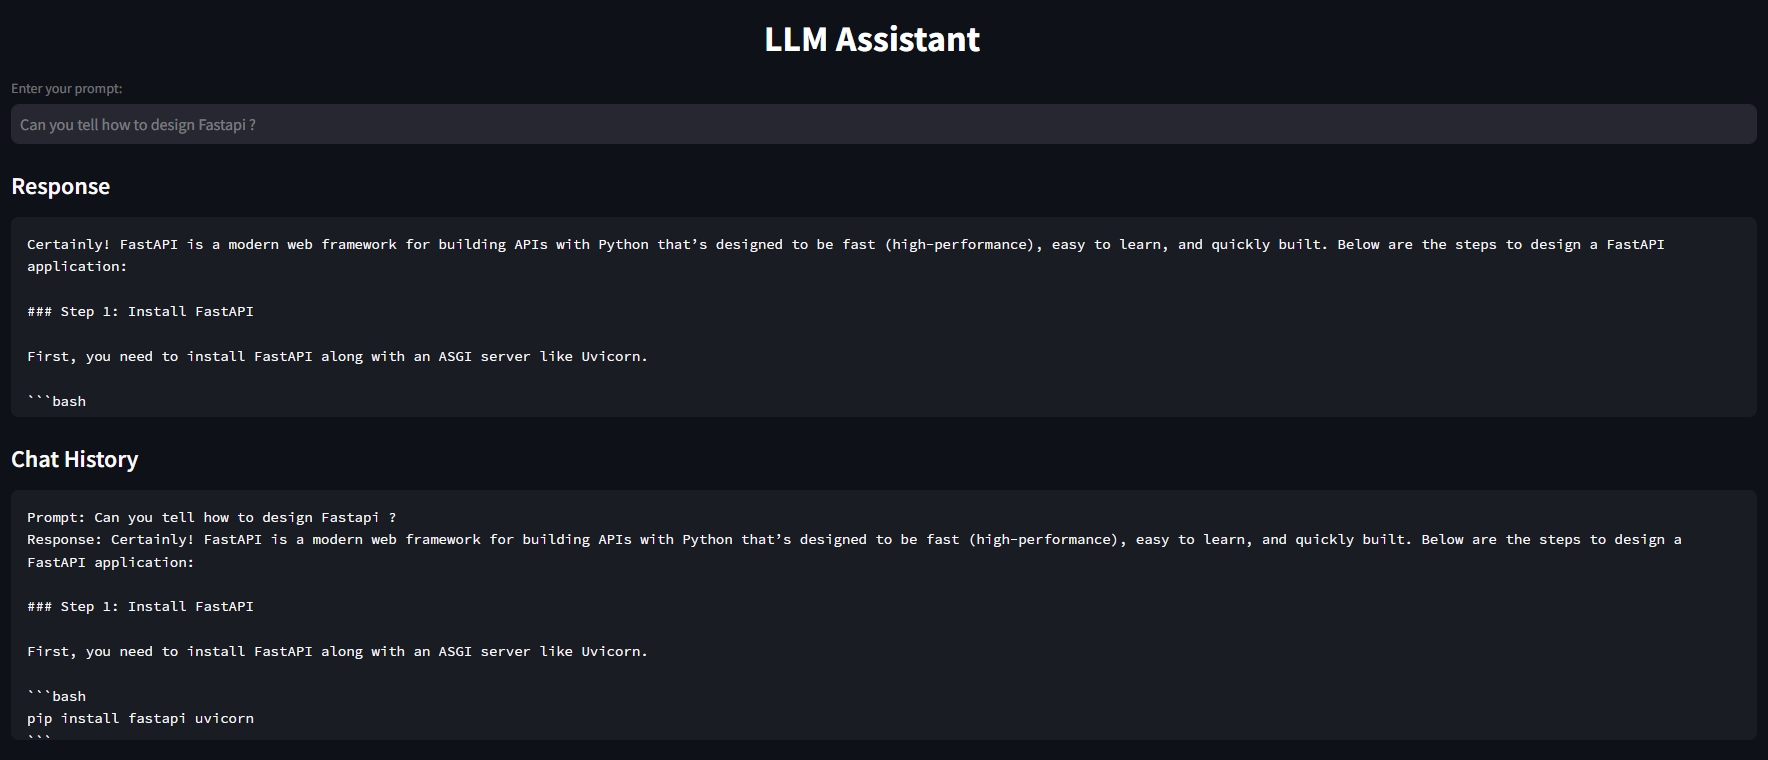 LLM Assistant
Enter your prompt:
Can you tell how to design Fastapi ?
Response
Certainly! FastAPI is a modern web framework for building APIs with Python that’s designed to be fast (high-performance), easy to learn, and quickly built. Below are the steps to design a FastAPI
application:
### Step 1: Install FastAPI
First, you need to install FastAPI along with an ASGI server like Uvicorn.
```bash
Chat History
Prompt: Can you tell how to design Fastapi ?
Response: Certainly! FastAPI is a modern web framework for building APIs with Python that’s designed to be fast (high-performance), easy to learn, and quickly built. Below are the steps to design a
FastAPI application:
### Step 1: Install FastAPI
First, you need to install FastAPI along with an ASGI server like Uvicorn.
```bash
pip install fastapi uvicorn
```